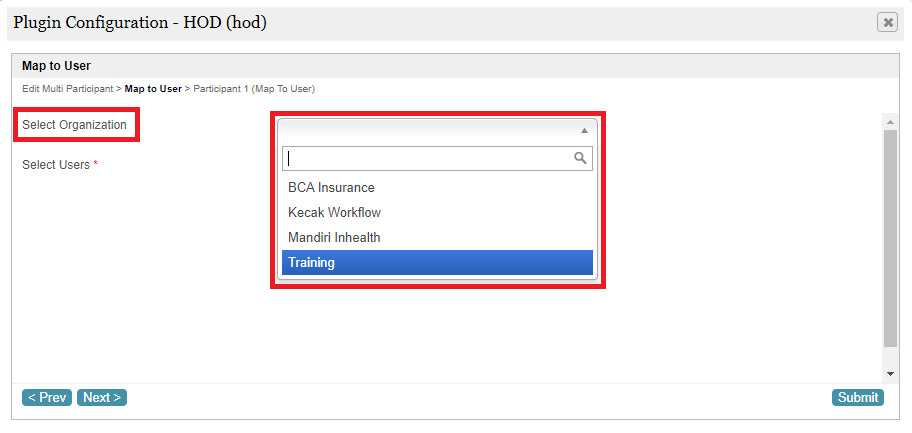 Plugin Configuration - HOD (hod)
Map to User
Edit Multi Participant > Map to User > Participant 1 (Map To User)
Select Organization
Select Users *
BCA Insurance
Kecak Workflow
Mandiri Inhealth
Training
< Prev Next > Submit